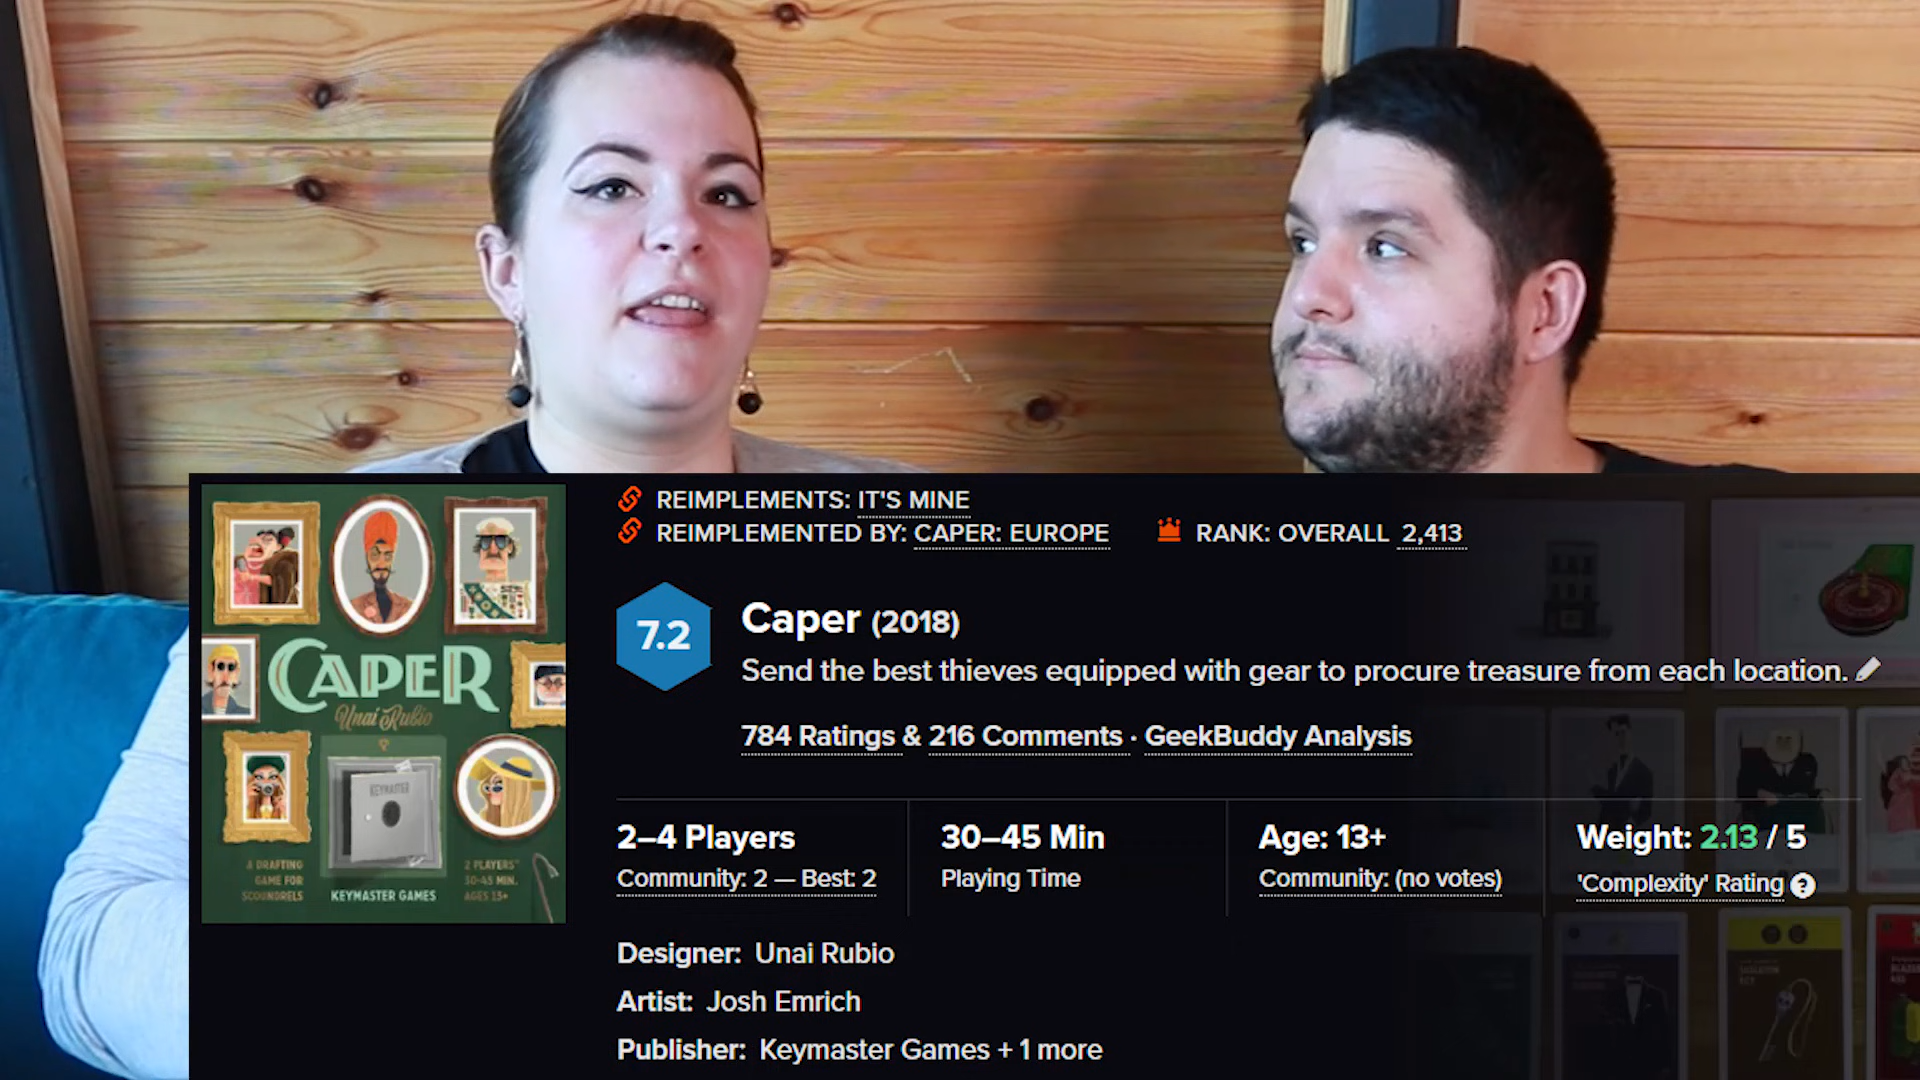 REIMPLEMENTS: IT'S MINE
REIMPLEMENTED BY: CAPER: EUROPE RANK: OVERALL 2,413
7.2
Caper (2018)
Send the best thieves equipped with gear to procure treasure from each location.
784 Ratings & 216 Comments · GeekBuddy Analysis
2–4 Players
Community: 2 — Best: 2
30–45 Min
Playing Time
Age: 13+
Community: (no votes)
Weight: 2.13 / 5
'Complexity' Rating ?
Designer: Unai Rubio
Artist: Josh Emrich
Publisher: Keymaster Games + 1 more
CAPER
Unai Rubio
KEYMASTER
A DRAFTING
GAME FOR
SCOUNDRELS
KEYMASTER GAMES
2 PLAYERS*
30-45 MIN.
AGES 13+